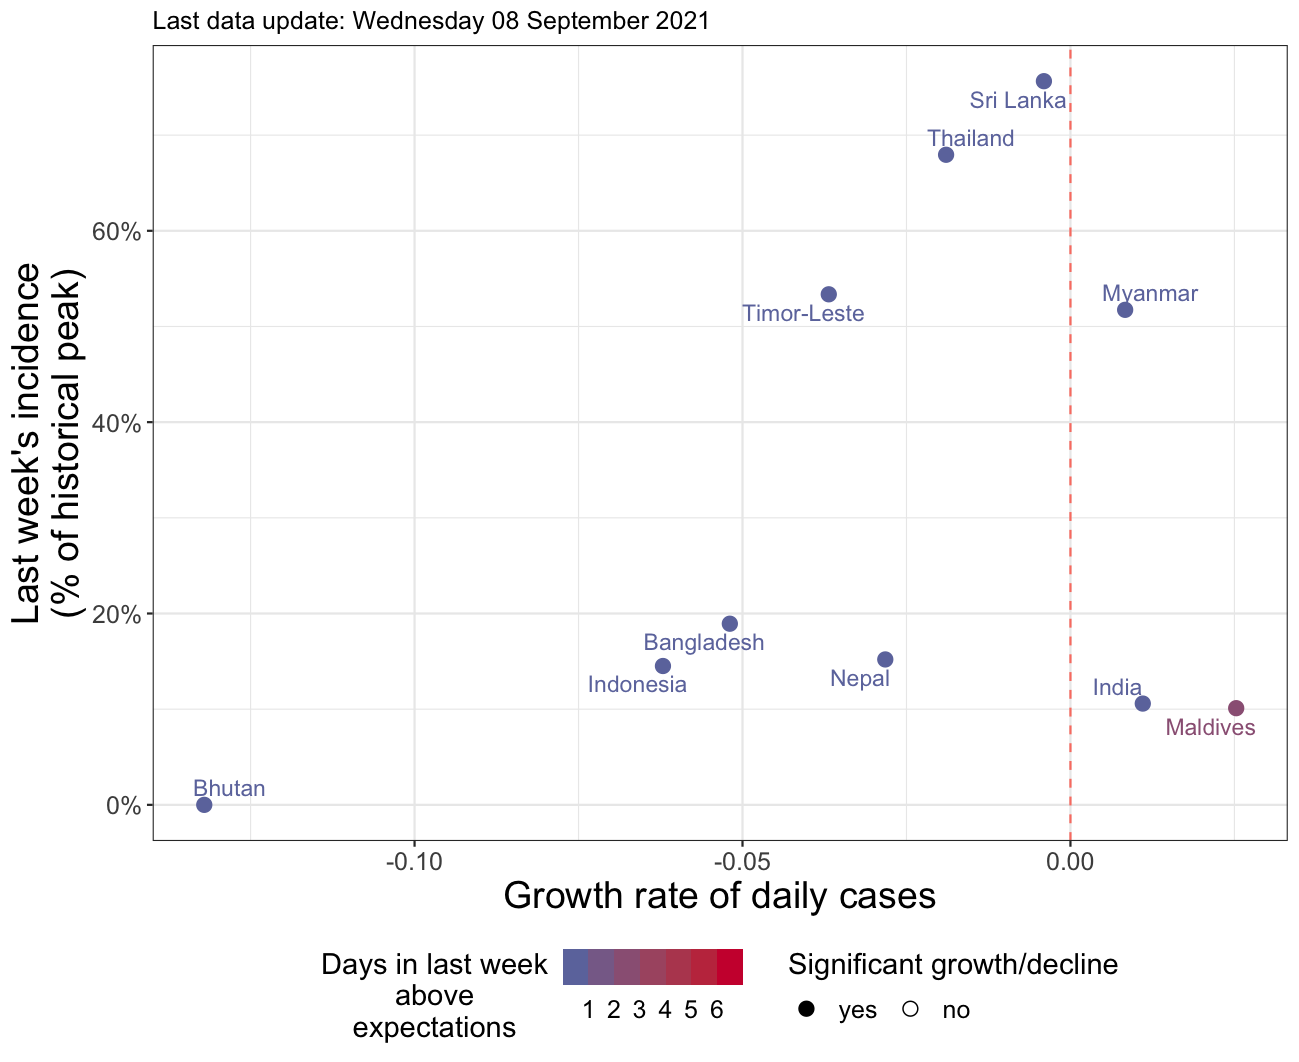 Last data update: Wednesday 08 September 2021
Last week's incidence
(% of historical peak)
60%
40%
20%
0%
Sri Lanka
Thailand
Myanmar
Timor-Leste
Bangladesh
Indonesia
Nepal
India
Maldives
Bhutan
-0.10 -0.05 0.00
Growth rate of daily cases
Days in last week
above
expectations
1 2 3 4 5 6
Significant growth/decline
yes no